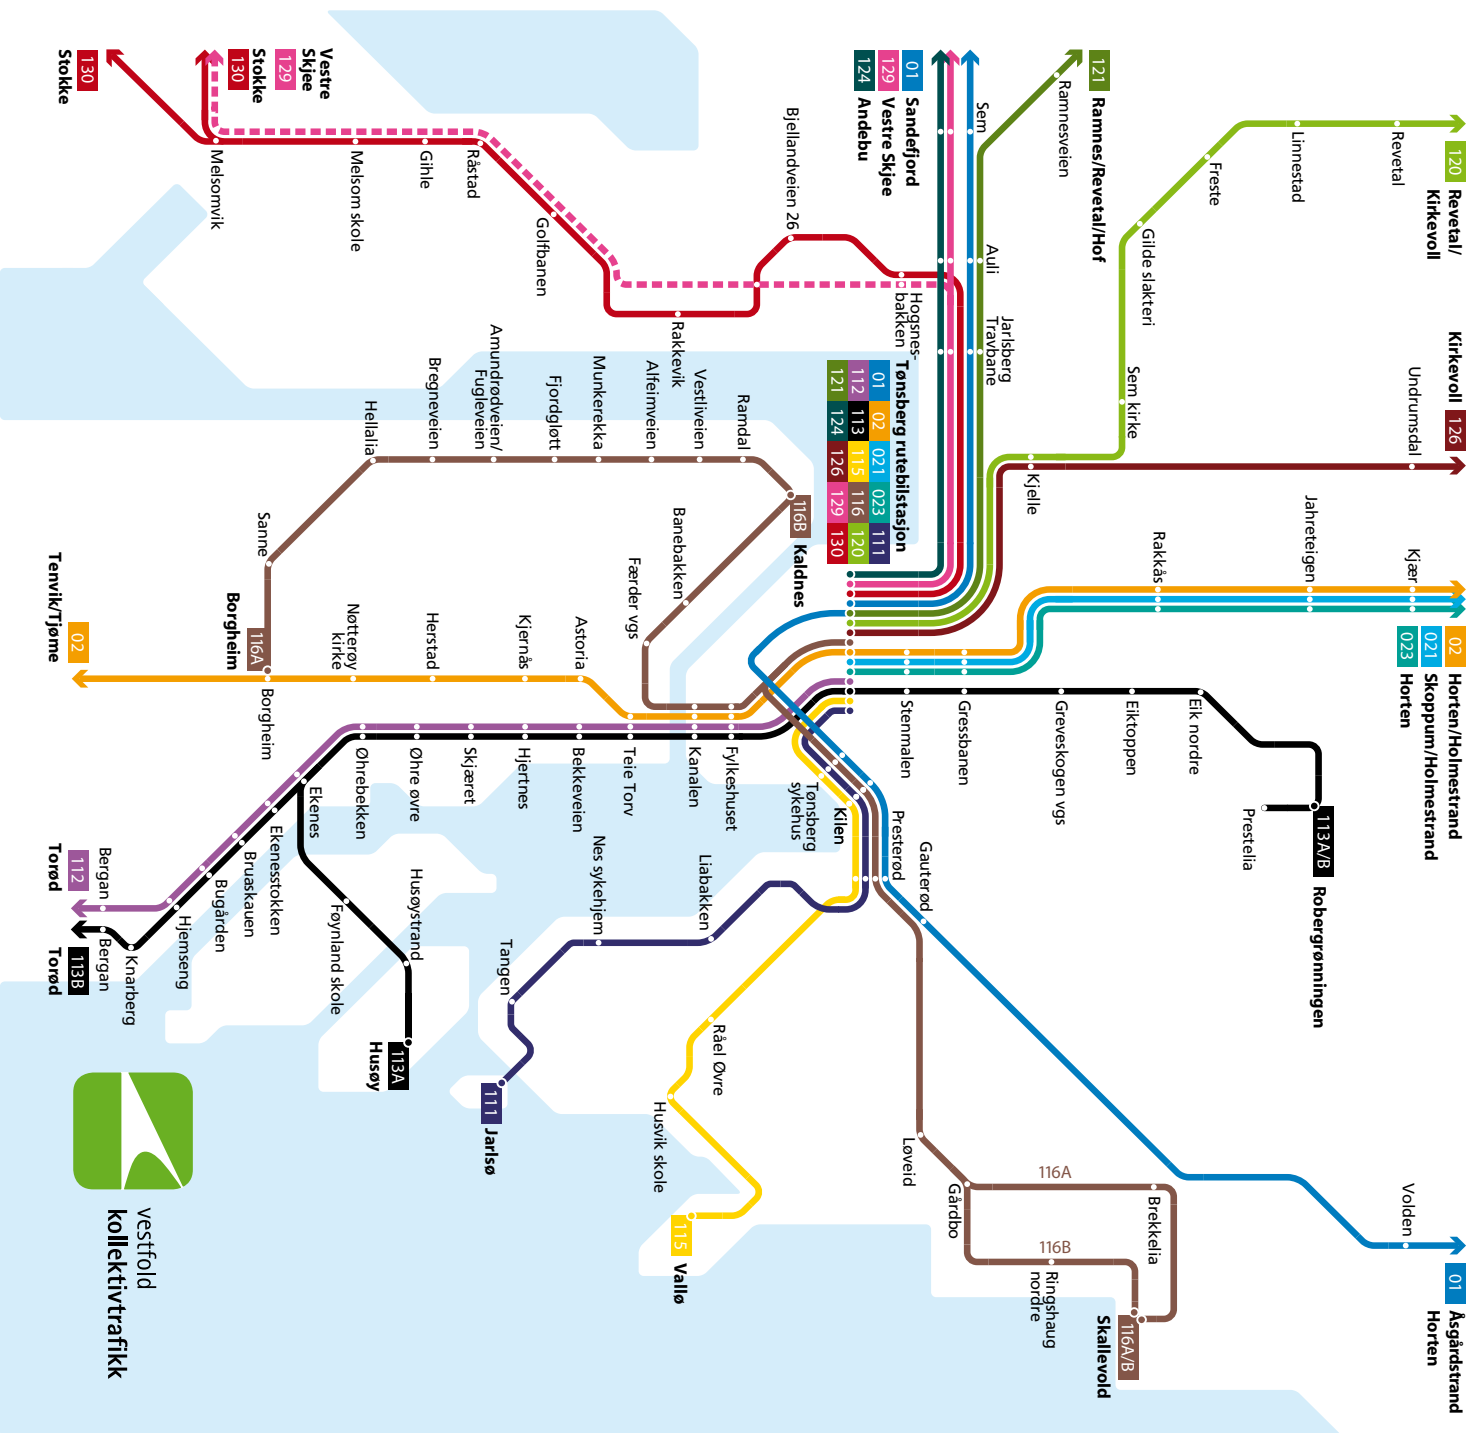 130
Stokke
Vestre
Skjee
129
130
Stokke
01
129
124
Sandefjord
Vestre Skjee
Andebu
121
Ramnes/Revetal/Hof
120
Revetal/
Kirkevoll
Kirkevoll
126
02
021
023
Horten/Holmestrand
Skoppum/Holmestrand
Horten
01
Åsgårdstrand
Horten
Revetal
Linnestad
Freste
Gilde slakteri
Sem kirke
Kjelle
Undrumsdal
Ramnesveien
Sem
Auli
Jarlsberg
Travbane
Hogsnes-
bakken
Bjellandveien 26
Rakkevik
Golfbanen
Råstad
Gihle
Melsom skole
Melsomvik
Tønsberg rutebilstasjon
01
02
021
023
111
112
113
115
116
120
121
124
126
129
130
Kjær
Jahreteigen
Rakkås
Gressbanen
Stenmalen
Greveskogen vgs
Eiktoppen
Eik nordre
Prestelia
113A/B
Robergrønningen
116B
Kaldnes
Ramdal
Vestliveien
Alfeimveien
Munkerekka
Fjordgløtt
Amundrødveien/
Fugleveien
Bregneveien
Hellalia
Sanne
Borgheim
116A
Borgheim
Banebakken
Færder vgs
Astoria
Kjernås
Herstad
Nøtterøy
kirke
Tenvik/Tjøme
02
Fylkeshuset
Kanalen
Teie Torv
Bekkeveien
Hjertnes
Skjæret
Øhre øvre
Øhrebekken
Ekenes
Ekenesstokken
Bruaskauen
Bugården
Hjemseng
Knarberg
Bergan
Bergan
Torød
112
113B
Torød
Føynland skole
Husøystrand
113A
Husøy
Tønsberg
sykehus
Kilen
Presterød
Gauterød
Liabakken
Nes sykehjem
Tangen
111
Jarlsø
Råel Øvre
Husvik skole
115
Vallø
Løveid
Gårdbo
116A
116B
Brekkelia
Ringshaug
nordre
116A/B
Skallevold
Volden
vestfold
kollektivtrafikk